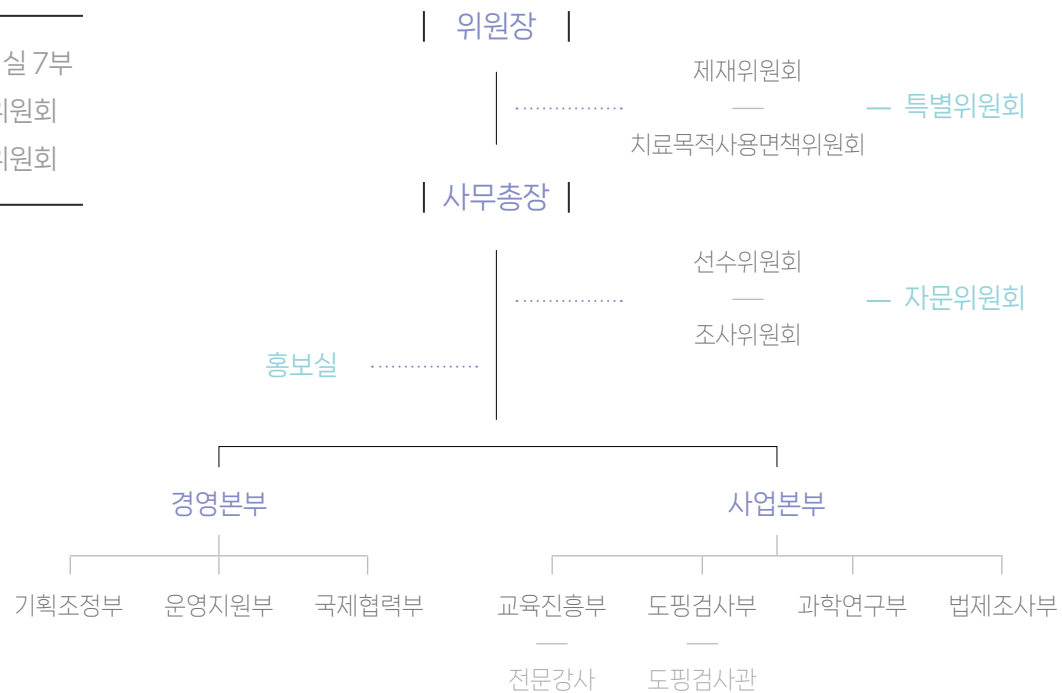 위원장
실 7부
위원회
위원회
제재위원회
특별위원회
치료목적사용면책위원회
사무총장
선수위원회
자문위원회
조사위원회
홍보실
경영본부 사업본부
기획조정부 운영지원부 국제협력부 교육진흥부 도핑검사부 과학연구부 법제조사부
전문강사 도핑검사관